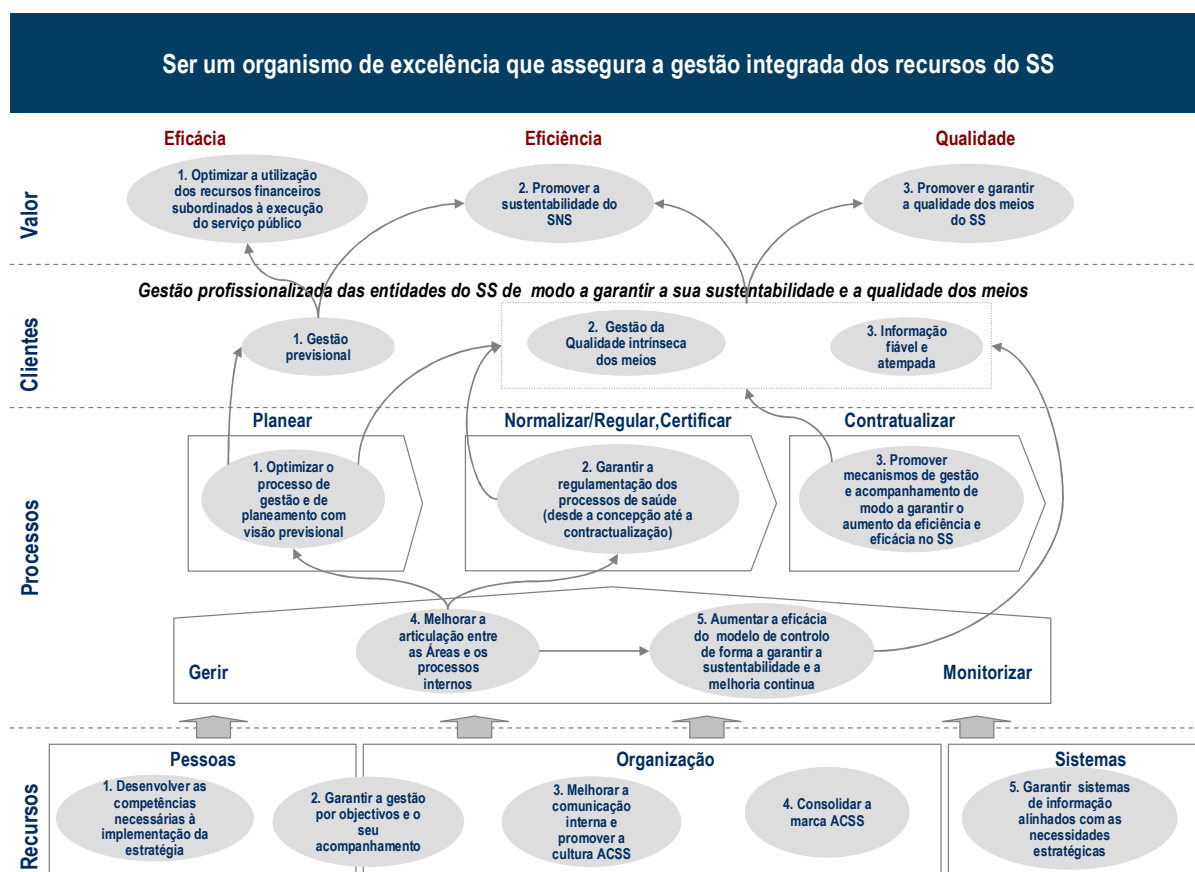 Ser um organismo de excelência que assegura a gestão integrada dos recursos do SS
Eficácia
Eficiência
Qualidade
Valor
1. Optimizar a utilização
dos recursos financeiros
subordinados à execução
do serviço público
2. Promover a
sustentabilidade do
SNS
3. Promover e garantir
a qualidade dos meios
do SS
Clientes
Gestão profissionalizada das entidades do SS de modo a garantir a sua sustentabilidade e a qualidade dos meios
1. Gestão
previsional
2. Gestão da
Qualidade intrínseca
dos meios
3. Informação
fiável e
atempada
Processos
Planear
Normalizar/Regular,Certificar
Contratualizar
1. Optimizar o
processo de
gestão e de
planeamento com
visão previsional
2. Garantir a
regulamentação dos
processos de saúde
(desde a concepção até a
contractualização)
3. Promover
mecanismos de gestão
e acompanhamento de
modo a garantir o
aumento da eficiência e
eficácia no SS
Gerir
4. Melhorar a
articulação entre
as Áreas e os
processos
internos
5. Aumentar a eficácia
do modelo de controlo
de forma a garantir a
sustentabilidade e a
melhoria continua
Monitorizar
Recursos
Pessoas
Organização
Sistemas
1. Desenvolver as
competências
necessárias à
implementação da
estratégia
2. Garantir a gestão
por objectivos e o
seu
acompanhamento
3. Melhorar a
comunicação
interna e
promover a
cultura ACSS
4. Consolidar a
marca ACSS
5. Garantir sistemas
de informação
alinhados com as
necessidades
estratégicas